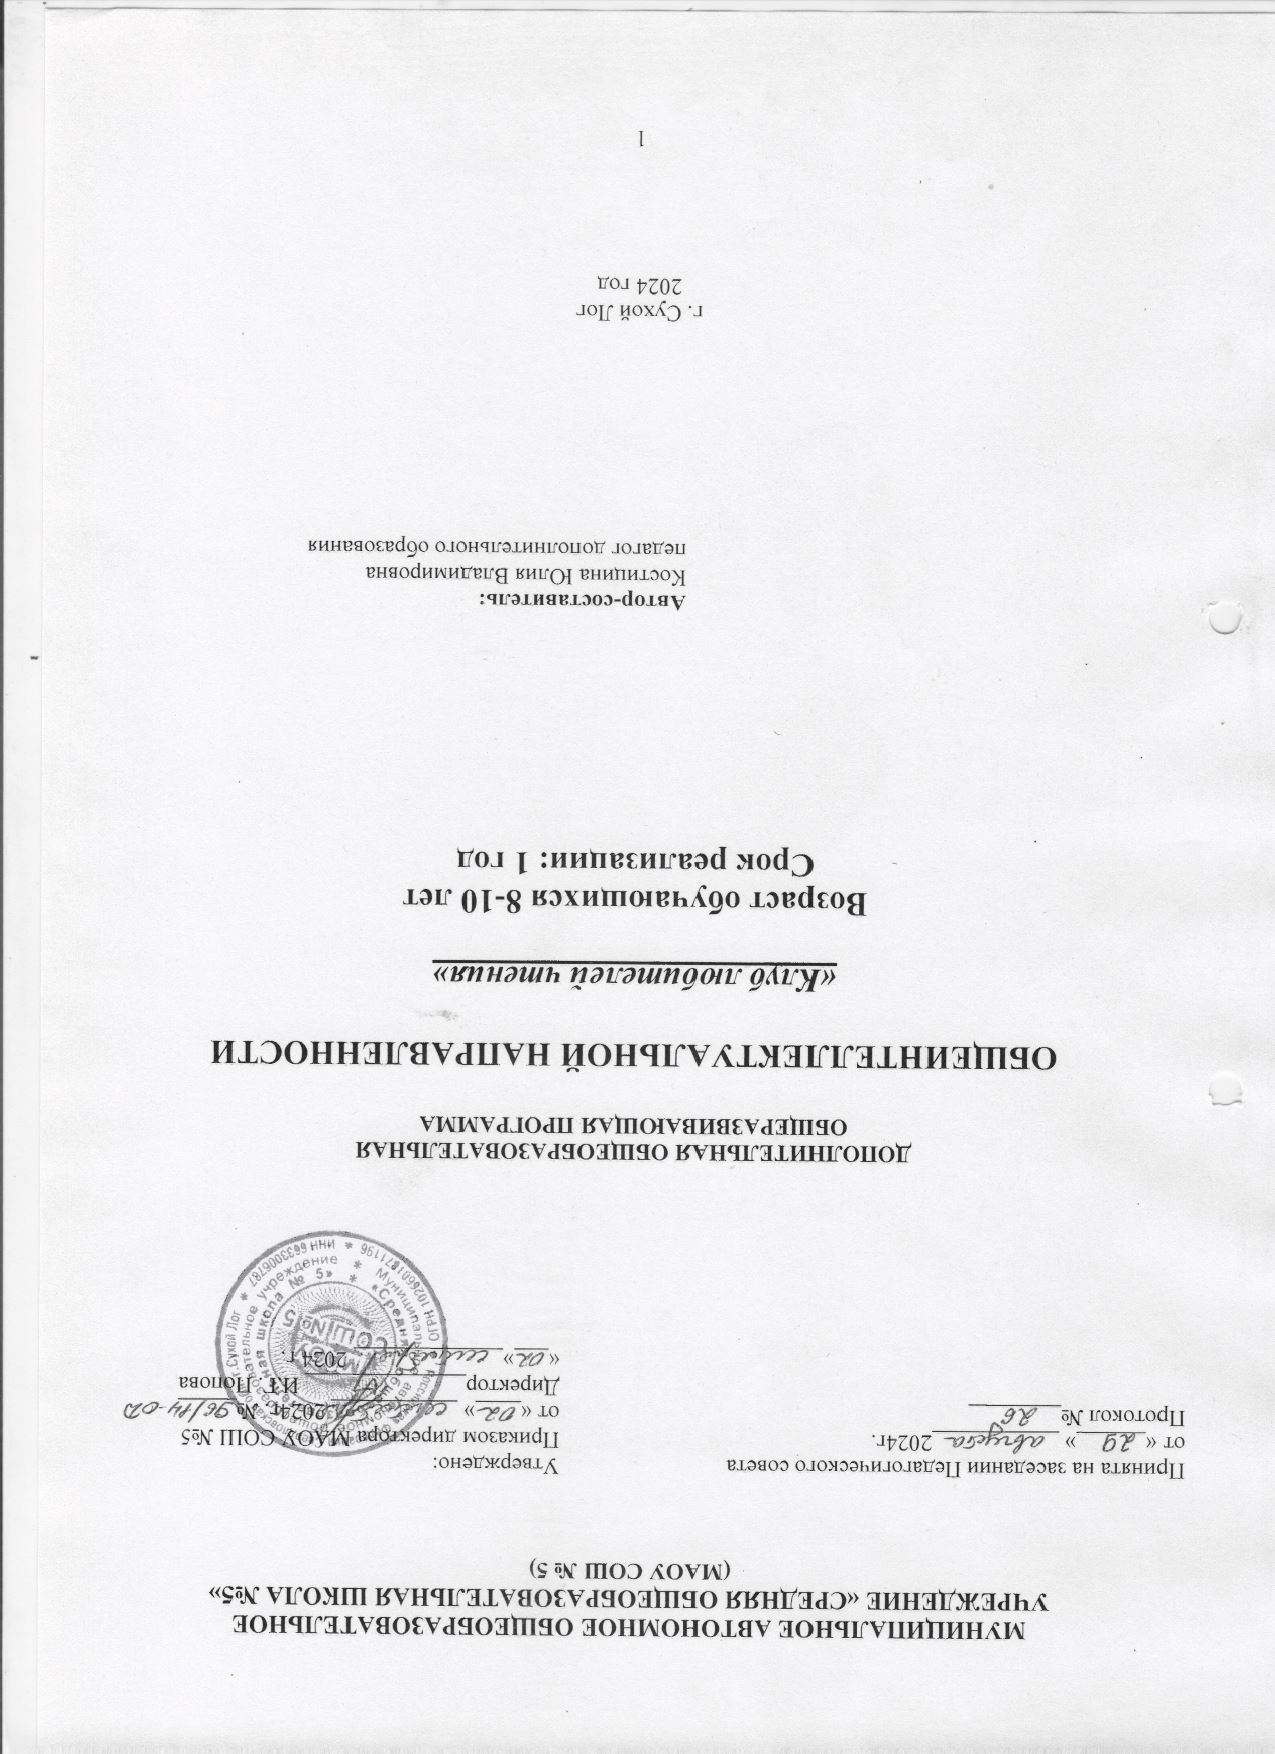 МУНИЦИПАЛЬНОЕ АВТОНОМНОЕ ОБЩЕОБРАЗОВАТЕЛЬНОЕ
УЧРЕЖДЕНИЕ «СРЕДНЯЯ ОБЩЕОБРАЗОВАТЕЛЬНАЯ ШКОЛА №5»
(МАОУ СОШ № 5)
Принята на заседании Педагогического совета
от « 29 » августа 2024г.
Протокол № 26
Утверждено:
Приказом директора МАОУ СОШ №5
от « 02 » 2024г. № 96/14-ОД
Директор И.Г. Попова
« 02 » 2024 г.
ДОПОЛНИТЕЛЬНАЯ ОБЩЕОБРАЗОВАТЕЛЬНАЯ
ОБЩЕРАЗВИВАЮЩАЯ ПРОГРАММА
ОБЩЕИНТЕЛЛЕКТУАЛЬНОЙ НАПРАВЛЕННОСТИ
«Клуб любителей чтения»
Возраст обучающихся 8-10 лет
Срок реализации: 1 год
Автор-составитель:
Костицина Юлия Владимировна
педагог дополнительного образования
г. Сухой Лог
2024 год
1